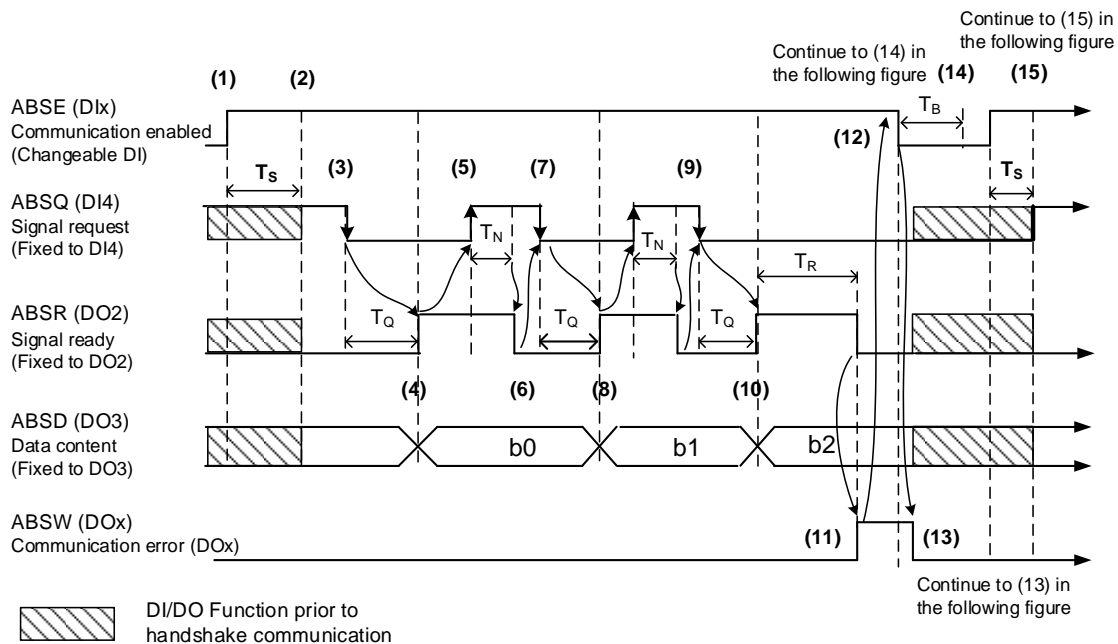 Continue to (15) in
the following figure
Continue to (14) in
the following figure
(1)
(2)
(14)
(15)
ABSE (DIx)
Communication enabled
(Changeable DI)
TB
(12)
TS
TS
(3)
(5)
(7)
(9)
ABSQ (DI4)
Signal request
(Fixed to DI4)
TN
TN
TR
ABSR (DO2)
Signal ready
(Fixed to DO2)
TQ
TQ
TQ
(4)
(6)
(8)
(10)
ABSD (DO3)
Data content
(Fixed to DO3)
b0
b1
b2
ABSW (DOx)
Communication error (DOx)
(11)
(13)
Continue to (13) in
the following figure
DI/DO Function prior to
handshake communication